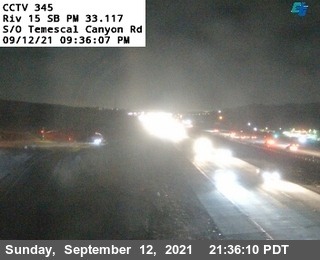 CCTV 345
Riv 15 SB PM 33.117
S/O Temescal Canyon Rd
09/12/21 09:36:07 PM
Sunday, September 12, 2021 21:36:10 PDT